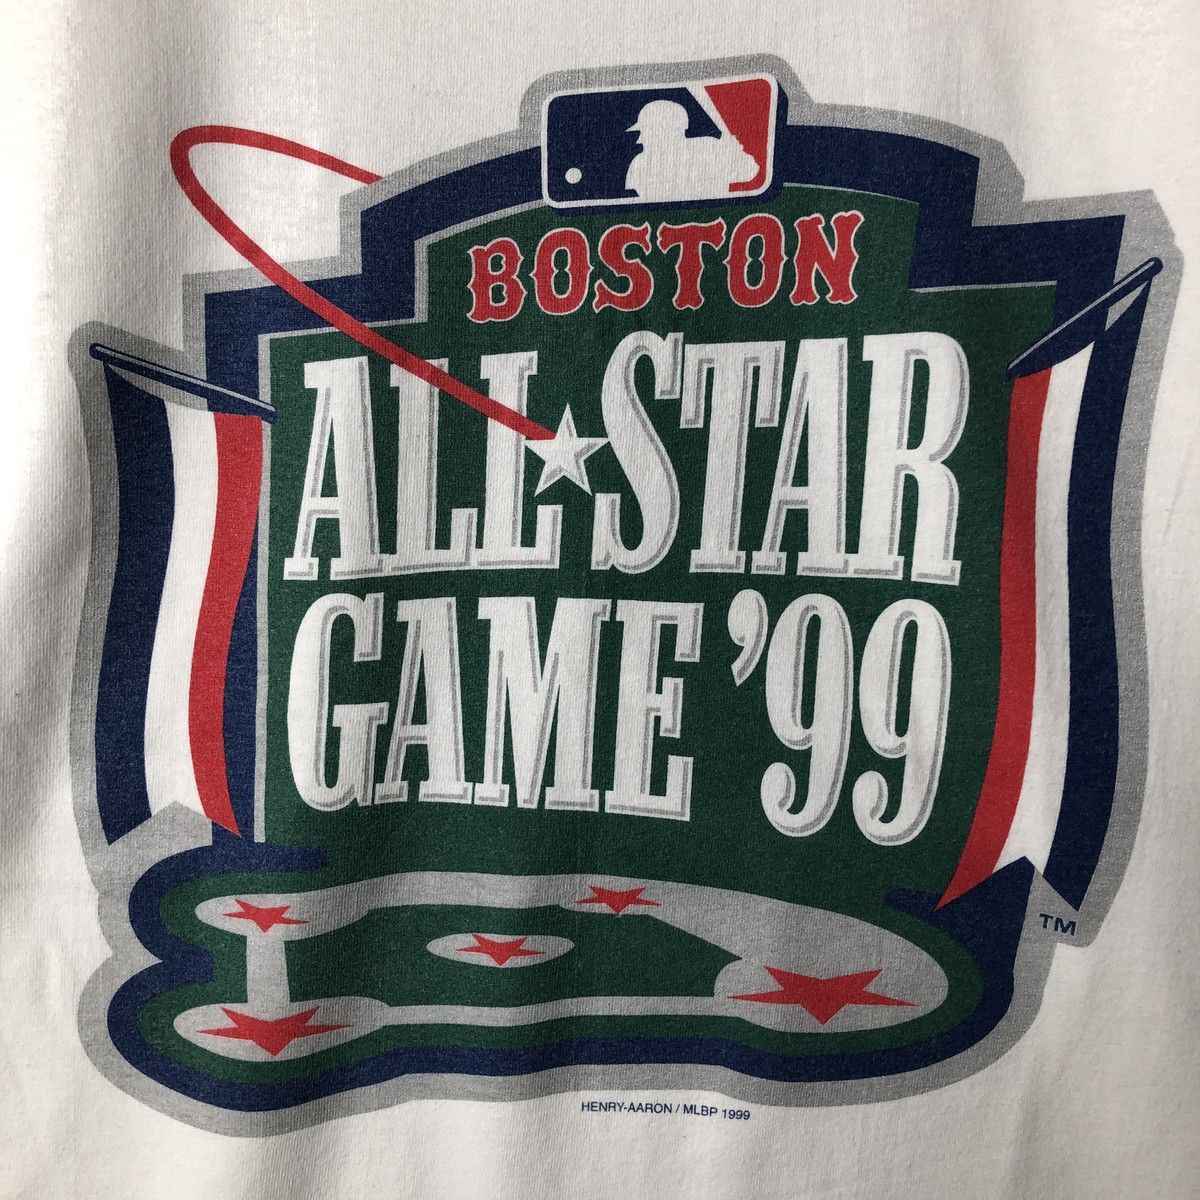 BOSTON
ALL★STAR
GAME '99
TM
HENRY-AARON / MLBP 1999